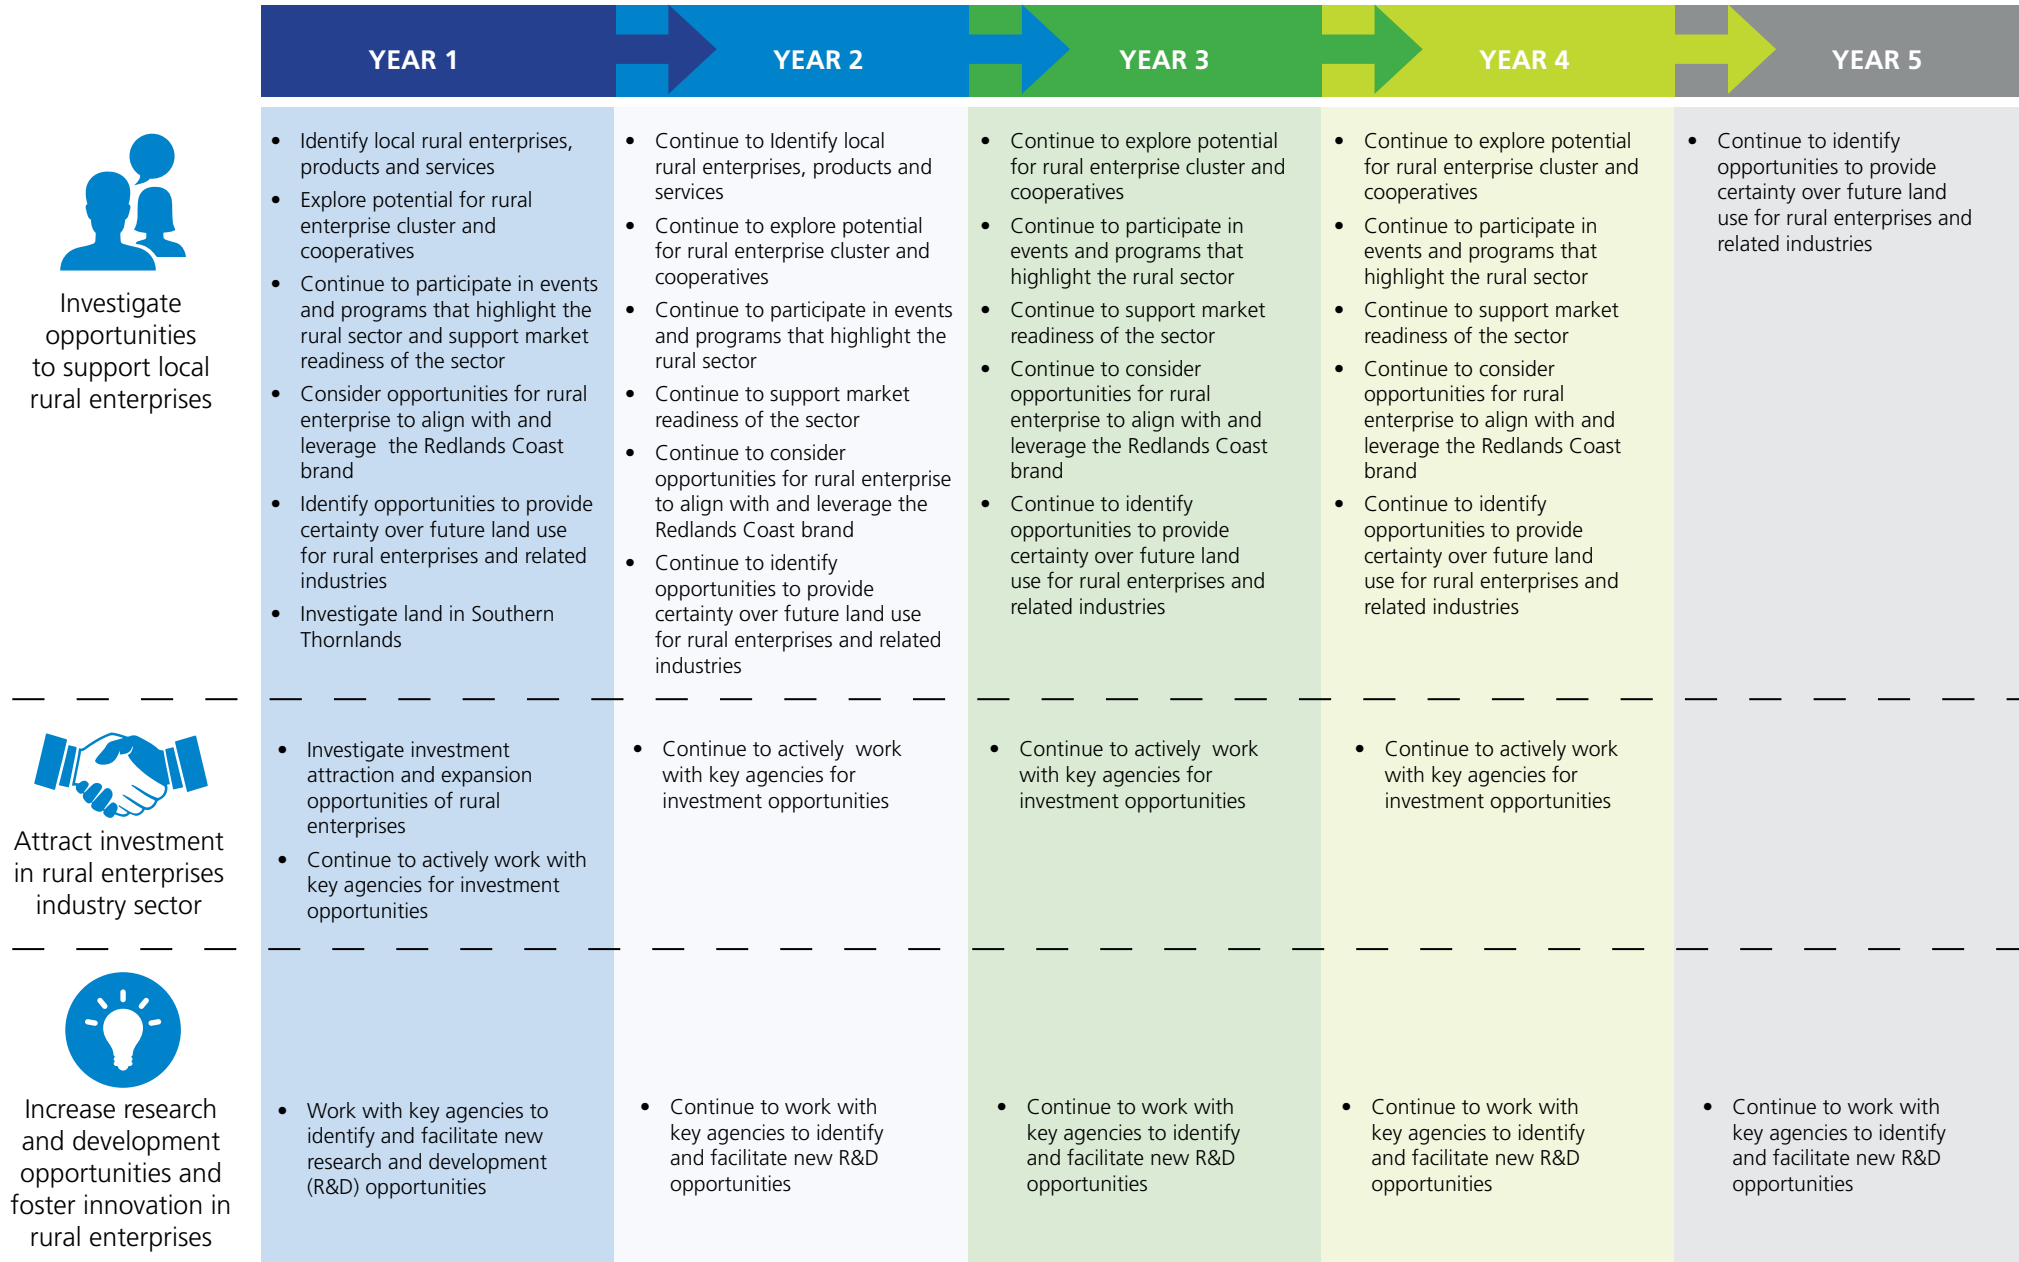 YEAR 1
YEAR 2
YEAR 3
YEAR 4
YEAR 5
Investigate
opportunities
to support local
rural enterprises
• Identify local rural enterprises,
products and services
• Explore potential for rural
enterprise cluster and
cooperatives
• Continue to participate in events
and programs that highlight the
rural sector and support market
readiness of the sector
• Consider opportunities for rural
enterprise to align with and
leverage the Redlands Coast
brand
• Identify opportunities to provide
certainty over future land use
for rural enterprises and related
industries
• Investigate land in Southern
Thornlands
• Continue to Identify local
rural enterprises, products and
services
• Continue to explore potential
for rural enterprise cluster and
cooperatives
• Continue to participate in events
and programs that highlight the
rural sector
• Continue to support market
readiness of the sector
• Continue to consider
opportunities for rural enterprise
to align with and leverage the
Redlands Coast brand
• Continue to identify
opportunities to provide
certainty over future land use
for rural enterprises and related
industries
• Continue to explore potential
for rural enterprise cluster and
cooperatives
• Continue to participate in
events and programs that
highlight the rural sector
• Continue to support market
readiness of the sector
• Continue to consider
opportunities for rural
enterprise to align with and
leverage the Redlands Coast
brand
• Continue to identify
opportunities to provide
certainty over future land
use for rural enterprises and
related industries
• Continue to explore potential
for rural enterprise cluster and
cooperatives
• Continue to participate in
events and programs that
highlight the rural sector
• Continue to support market
readiness of the sector
• Continue to consider
opportunities for rural
enterprise to align with and
leverage the Redlands Coast
brand
• Continue to identify
opportunities to provide
certainty over future land
use for rural enterprises and
related industries
• Continue to identify
opportunities to provide
certainty over future land
use for rural enterprises and
related industries
Attract investment
in rural enterprises
industry sector
• Investigate investment
attraction and expansion
opportunities of rural
enterprises
• Continue to actively work with
key agencies for investment
opportunities
• Continue to actively work
with key agencies for
investment opportunities
• Continue to actively work
with key agencies for
investment opportunities
• Continue to actively work
with key agencies for
investment opportunities
Increase research
and development
opportunities and
foster innovation in
rural enterprises
• Work with key agencies to
identify and facilitate new
research and development
(R&D) opportunities
• Continue to work with
key agencies to identify
and facilitate new R&D
opportunities
• Continue to work with
key agencies to identify
and facilitate new R&D
opportunities
• Continue to work with
key agencies to identify
and facilitate new R&D
opportunities
• Continue to work with
key agencies to identify
and facilitate new R&D
opportunities